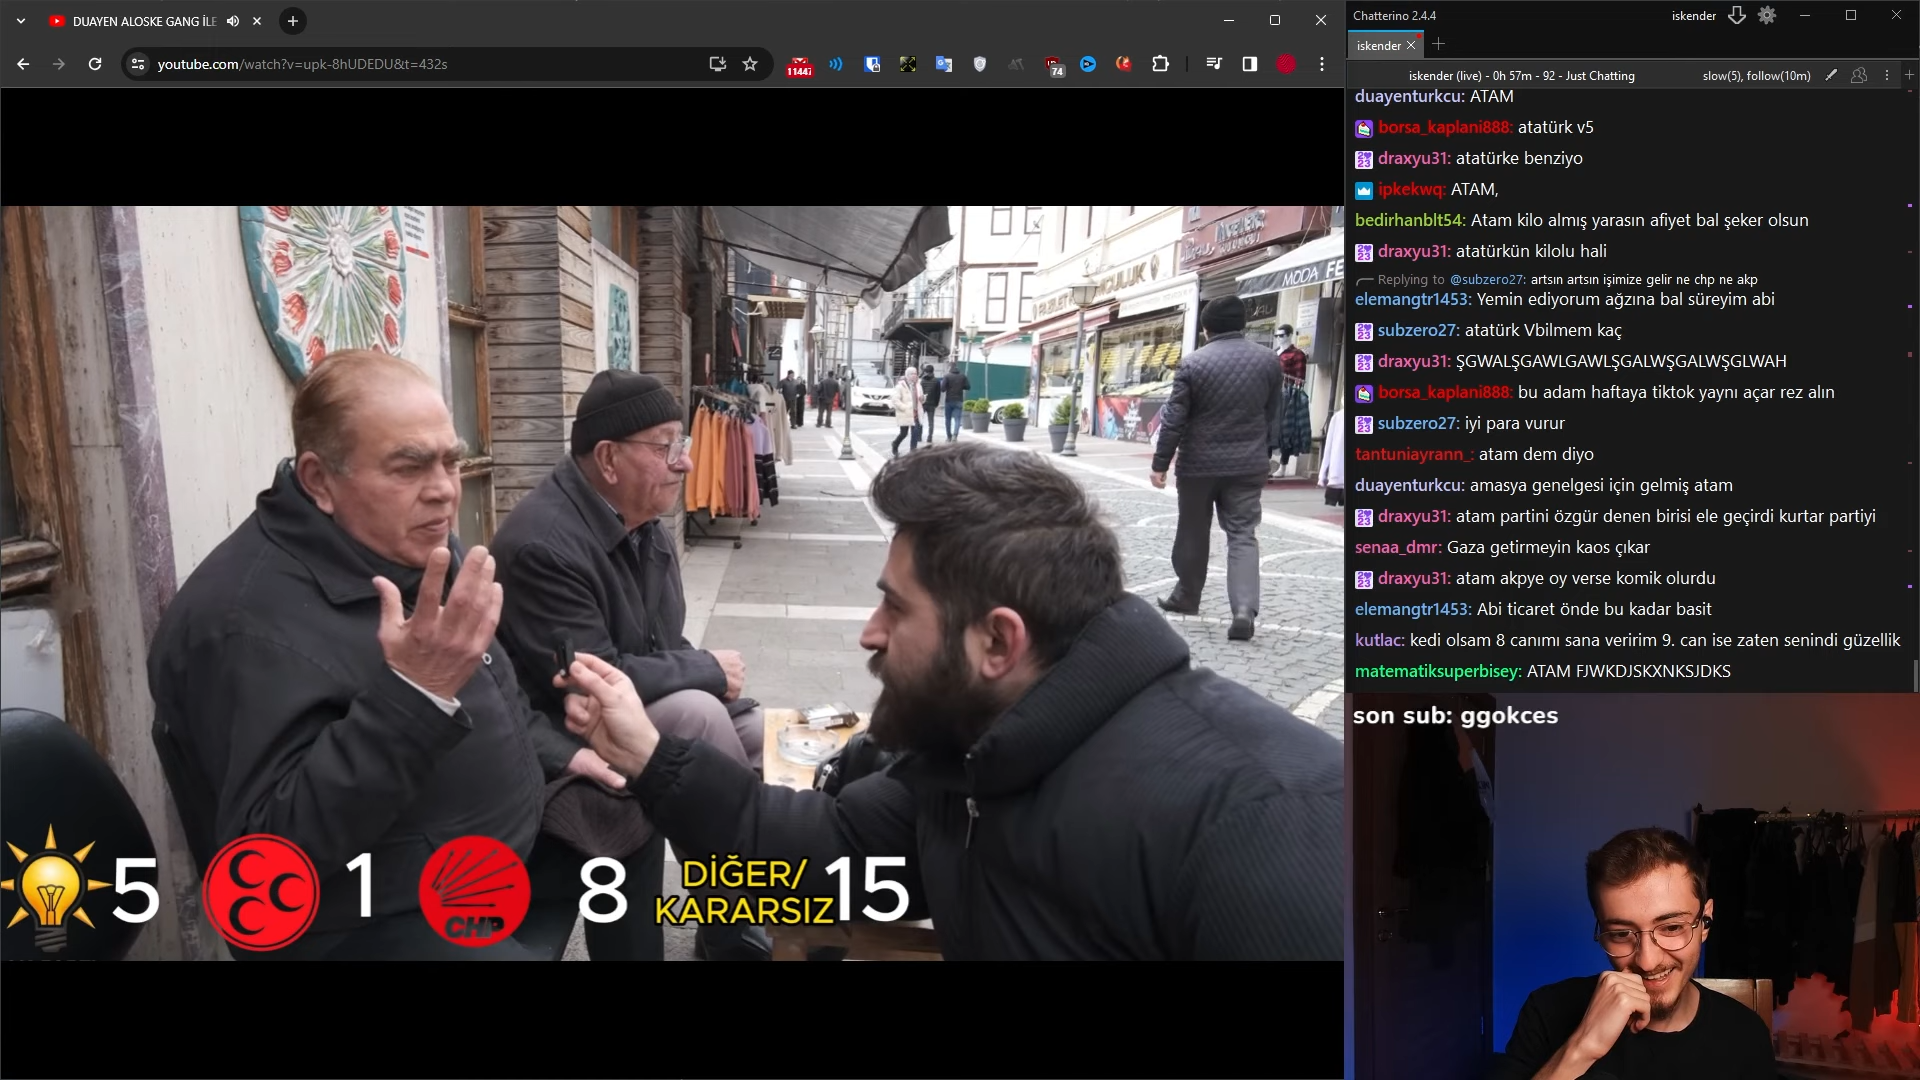 DUAYEN ALOSKE GANG İLE
youtube.com/watch?v=upk-8hUDEDU&t=432s
11447
74
MODA FE
5
1
CHP
8
DİĞER/
KARARSIZ
15
Chatterino 2.4.4
iskender
iskender
iskender (live) - 0h 57m - 92 - Just Chatting
slow(5), follow(10m)
duayenturkcu: ATAM
borsa_kaplani888: atatürk v5
draxyu31: atatürke benziyo
ipkekwq: ATAM,
bedirhanblt54: Atam kilo almış yarasın afiyet bal şeker olsun
draxyu31: atatürkün kilolu hali
Replying to @subzero27: artsın artsın işimize gelir ne chp ne akp
elemangtr1453: Yemin ediyorum ağzına bal süreyim abi
subzero27: atatürk Vbilmem kaç
draxyu31: ŞGWALŞGAWLGAWLŞGALWŞGALWŞGLWAH
borsa_kaplani888: bu adam haftaya tiktok yaynı açar rez alın
subzero27: iyi para vurur
tantuniayrann_: atam dem diyo
duayenturkcu: amasya genelgesi için gelmiş atam
draxyu31: atam partini özgür denen birisi ele geçirdi kurtar partiyi
senaa_dmr: Gaza getirmeyin kaos çıkar
draxyu31: atam akpye oy verse komik olurdu
elemangtr1453: Abi ticaret önde bu kadar basit
kutlac: kedi olsam 8 canımı sana veririm 9. can ise zaten senindi güzellik
matematiksuperbisey: ATAM FJWKDJSKXNKSJDKS
son sub: ggokces